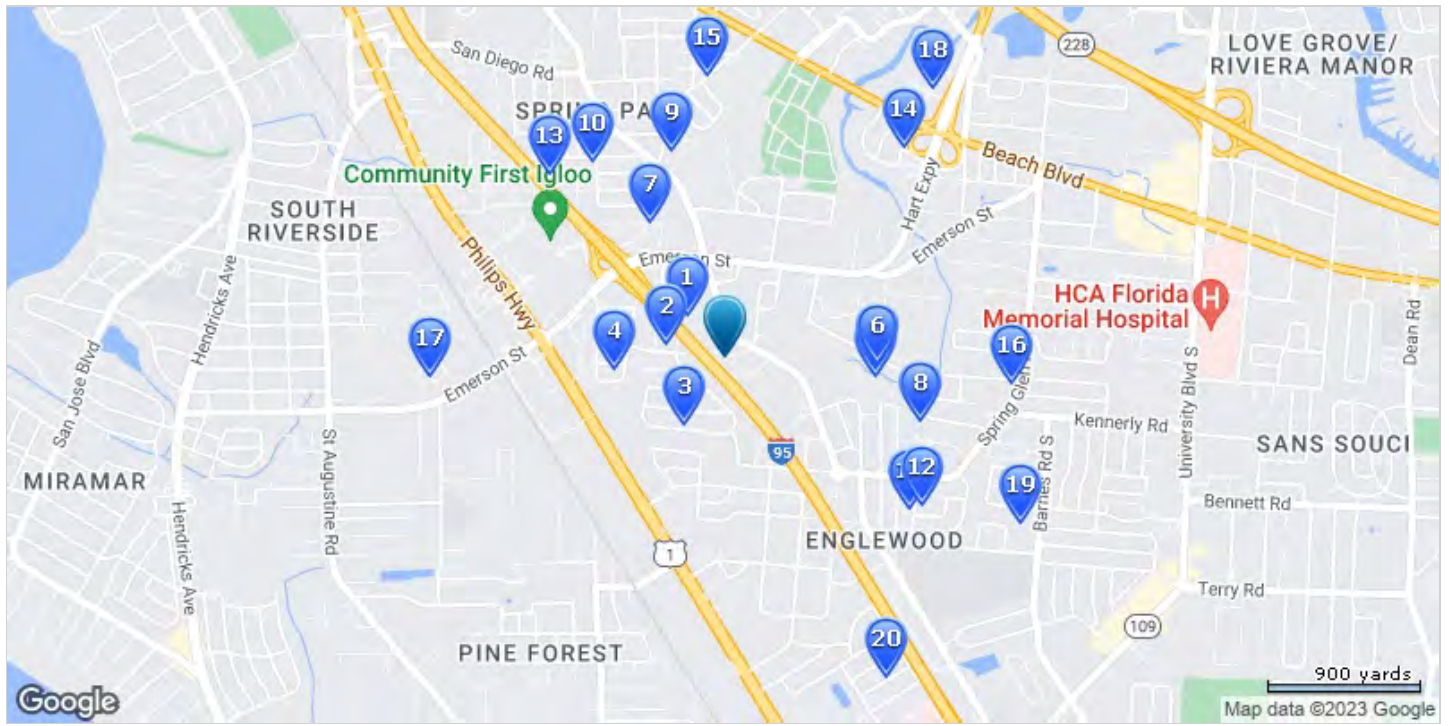 15
18
228
LOVE GROVE/
RIVIERA MANOR
San Diego Rd
9
14
10
13
Beach Blvd
Community First Igloo
7
SOUTH
RIVERSIDE
Hart Expy
Emerson St
Emerson St
Hendricks Ave
Philips Hwy
1
2
HCA Florida
Memorial Hospital
H
6
4
17
16
Dean Rd
San Jose Blvd
Emerson St
3
8
Spring Glen
Kennerly Rd
University Blvd S
95
SANS SOUCI
St Augustine Rd
MIRAMAR
12
19
Barnes Rd S
Bennett Rd
Hendricks Ave
ENGLEWOOD
1
Terry Rd
109
20
PINE FOREST
900 yards
Google
Map data ©2023 Google